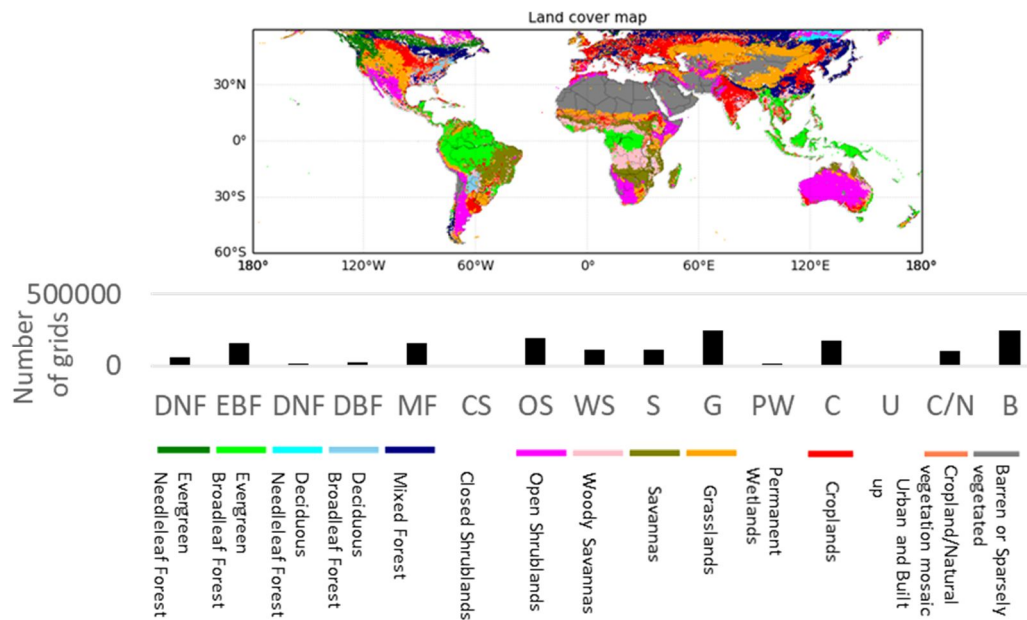 Land cover map
30°N
0°
30°S
60°S
180° 120°W 60°W 0° 60°E 120°E 180°
Number
of grids
500000
0
DNF EBF DNF DBF MF CS OS WS S G PW C U C/N B
Evergreen
Needleleaf Forest
Evergreen
Broadleaf Forest
Deciduous
Needleleaf Forest
Deciduous
Broadleaf Forest
Mixed Forest
Closed Shrublands
Open Shrublands
Woody Savannas
Savannas
Grasslands
Permanent
Wetlands
Croplands
Urban and Built
up
Cropland/Natural
vegetation mosaic
Barren or Sparsely
vegetated